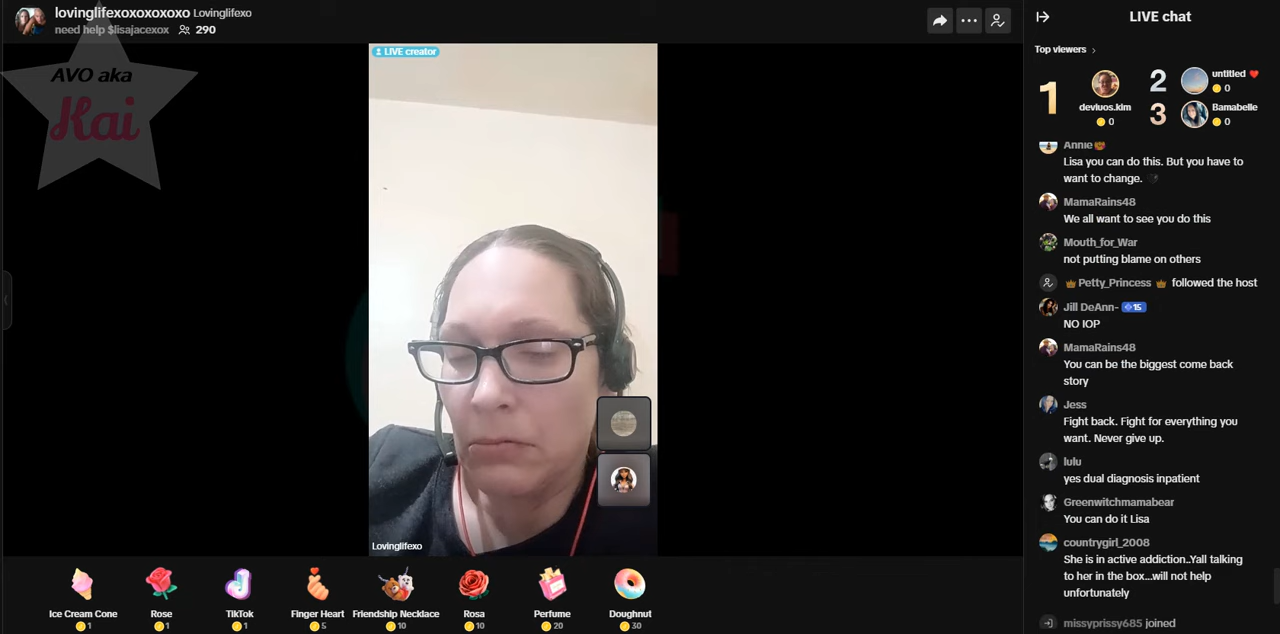 lovinglifexoxoxoxoxo Lovinglifexo
need help $lisajacexox 290
AVO aka
Kai
LIVE creator
Lovinglifexo
Ice Cream Cone
1
Rose
1
TikTok
1
Finger Heart
5
Friendship Necklace
10
Rosa
10
Perfume
20
Doughnut
30
LIVE chat
Top viewers
1
deviuos.kim
0
2
untitled
0
3
Bamabelle
0
Annie
Lisa you can do this. But you have to
want to change.
MamaRains48
We all want to see you do this
Mouth_for_War
not putting blame on others
Petty_Princess followed the host
Jill DeAnn- 15
NO IOP
MamaRains48
You can be the biggest come back
story
Jess
Fight back. Fight for everything you
want. Never give up.
lulu
yes dual diagnosis inpatient
Greenwitchmamabear
You can do it Lisa
countrygirl_2008
She is in active addiction..Yall talking
to her in the box...will not help
unfortunately
missyprissy685 joined